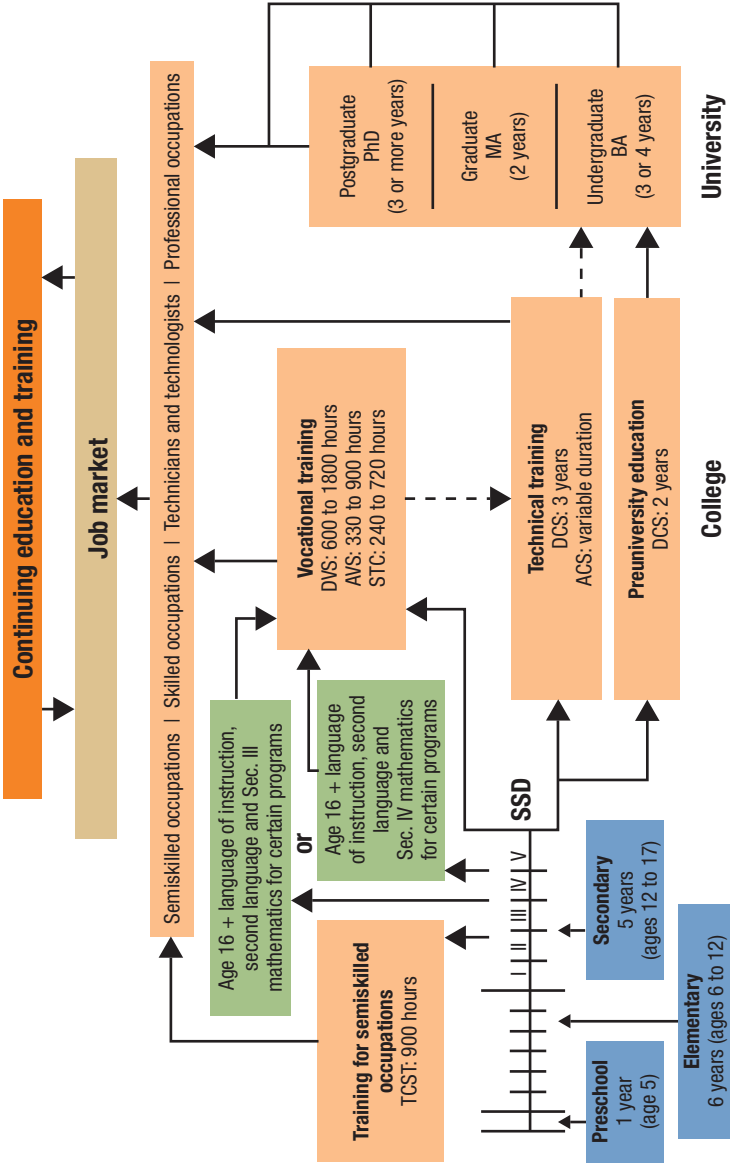 Continuing education and training
Job market
Semiskilled occupations | Skilled occupations | Technicians and technologists | Professional occupations
Age 16 + language of instruction,
second language and Sec. III
mathematics for certain programs
or
Age 16 + language
of instruction, second
language and
Sec. IV mathematics
for certain programs
Training for semiskilled
occupations
TCST: 900 hours
Vocational training
DVS: 600 to 1800 hours
AVS: 330 to 900 hours
STC: 240 to 720 hours
Postgraduate
PhD
(3 or more years)
Graduate
MA
(2 years)
Undergraduate
BA
(3 or 4 years)
University
Technical training
DCS: 3 years
ACS: variable duration
Preuniversity education
DCS: 2 years
College
SSD
I II III IV V
Preschool
1 year
(age 5)
Elementary
6 years (ages 6 to 12)
Secondary
5 years
(ages 12 to 17)